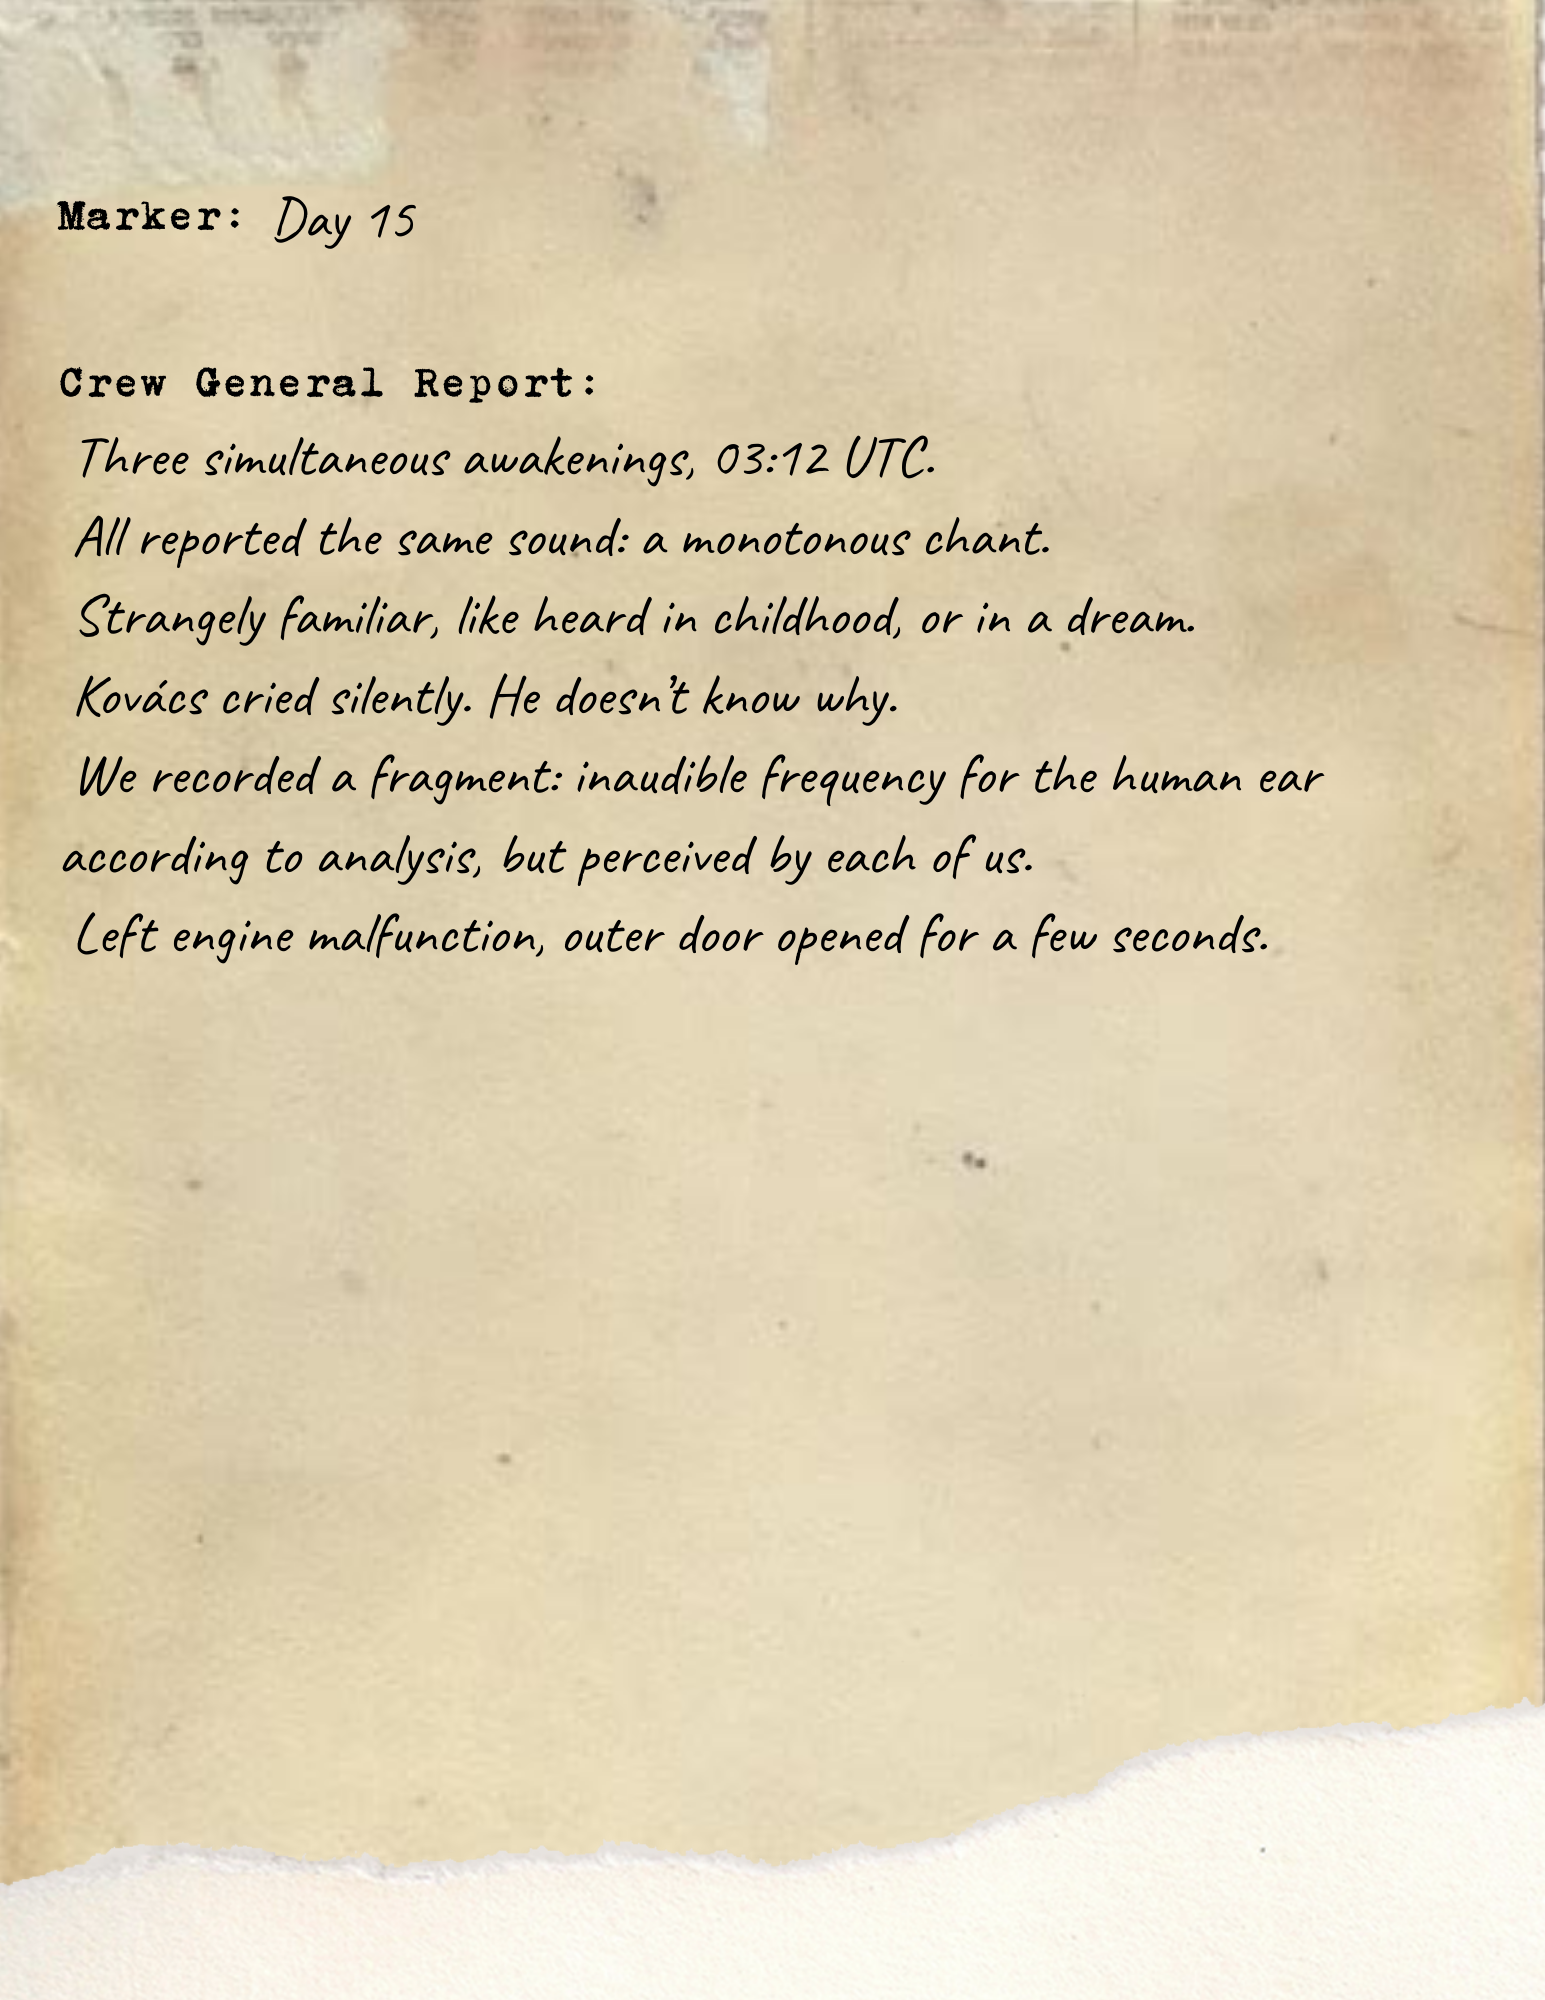 Marker: Day 15
Crew General Report:
Three simultaneous awakenings, 03:12 UTC.
All reported the same sound: a monotonous chant.
Strangely familiar, like heard in childhood, or in a dream.
Kovács cried silently. He doesn’t know why.
We recorded a fragment: inaudible frequency for the human ear
according to analysis, but perceived by each of us.
Left engine malfunction, outer door opened for a few seconds.